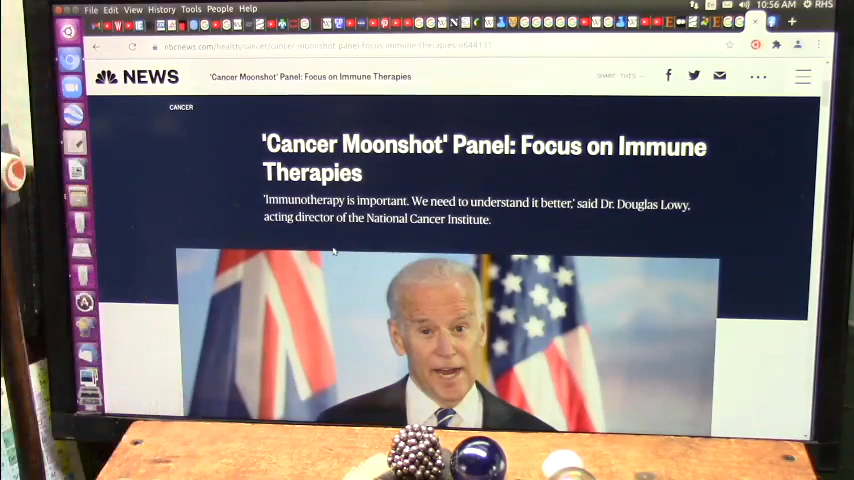 File Edit View History Tools People Help
10:56 AM RHS
nbcnews.com/health/cancer/cancer-moonshot-panel-focus-immune-therapies-n644131
NEWS
'Cancer Moonshot' Panel: Focus on Immune Therapies
SHARE THIS
CANCER
'Cancer Moonshot' Panel: Focus on Immune
Therapies
'Immunotherapy is important. We need to understand it better,' said Dr. Douglas Lowy,
acting director of the National Cancer Institute.